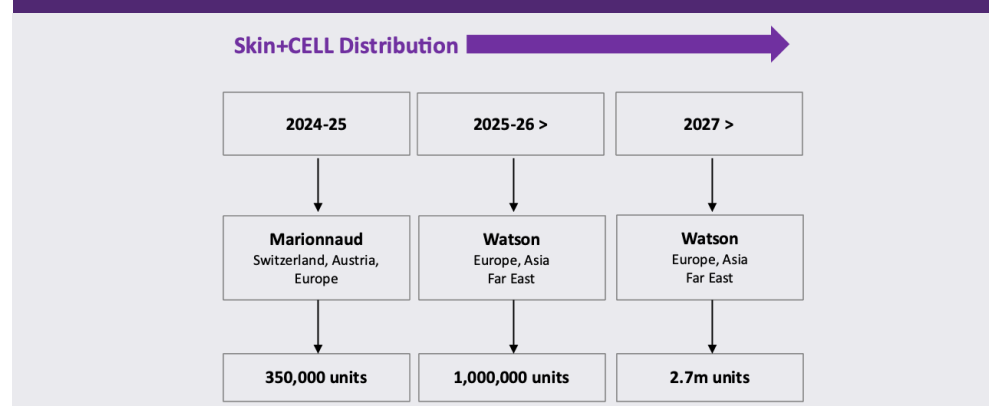 Skin+CELL Distribution
2024-25
2025-26 >
2027 >
Marionnaud
Switzerland, Austria,
Europe
Watson
Europe, Asia
Far East
Watson
Europe, Asia
Far East
350,000 units
1,000,000 units
2.7m units